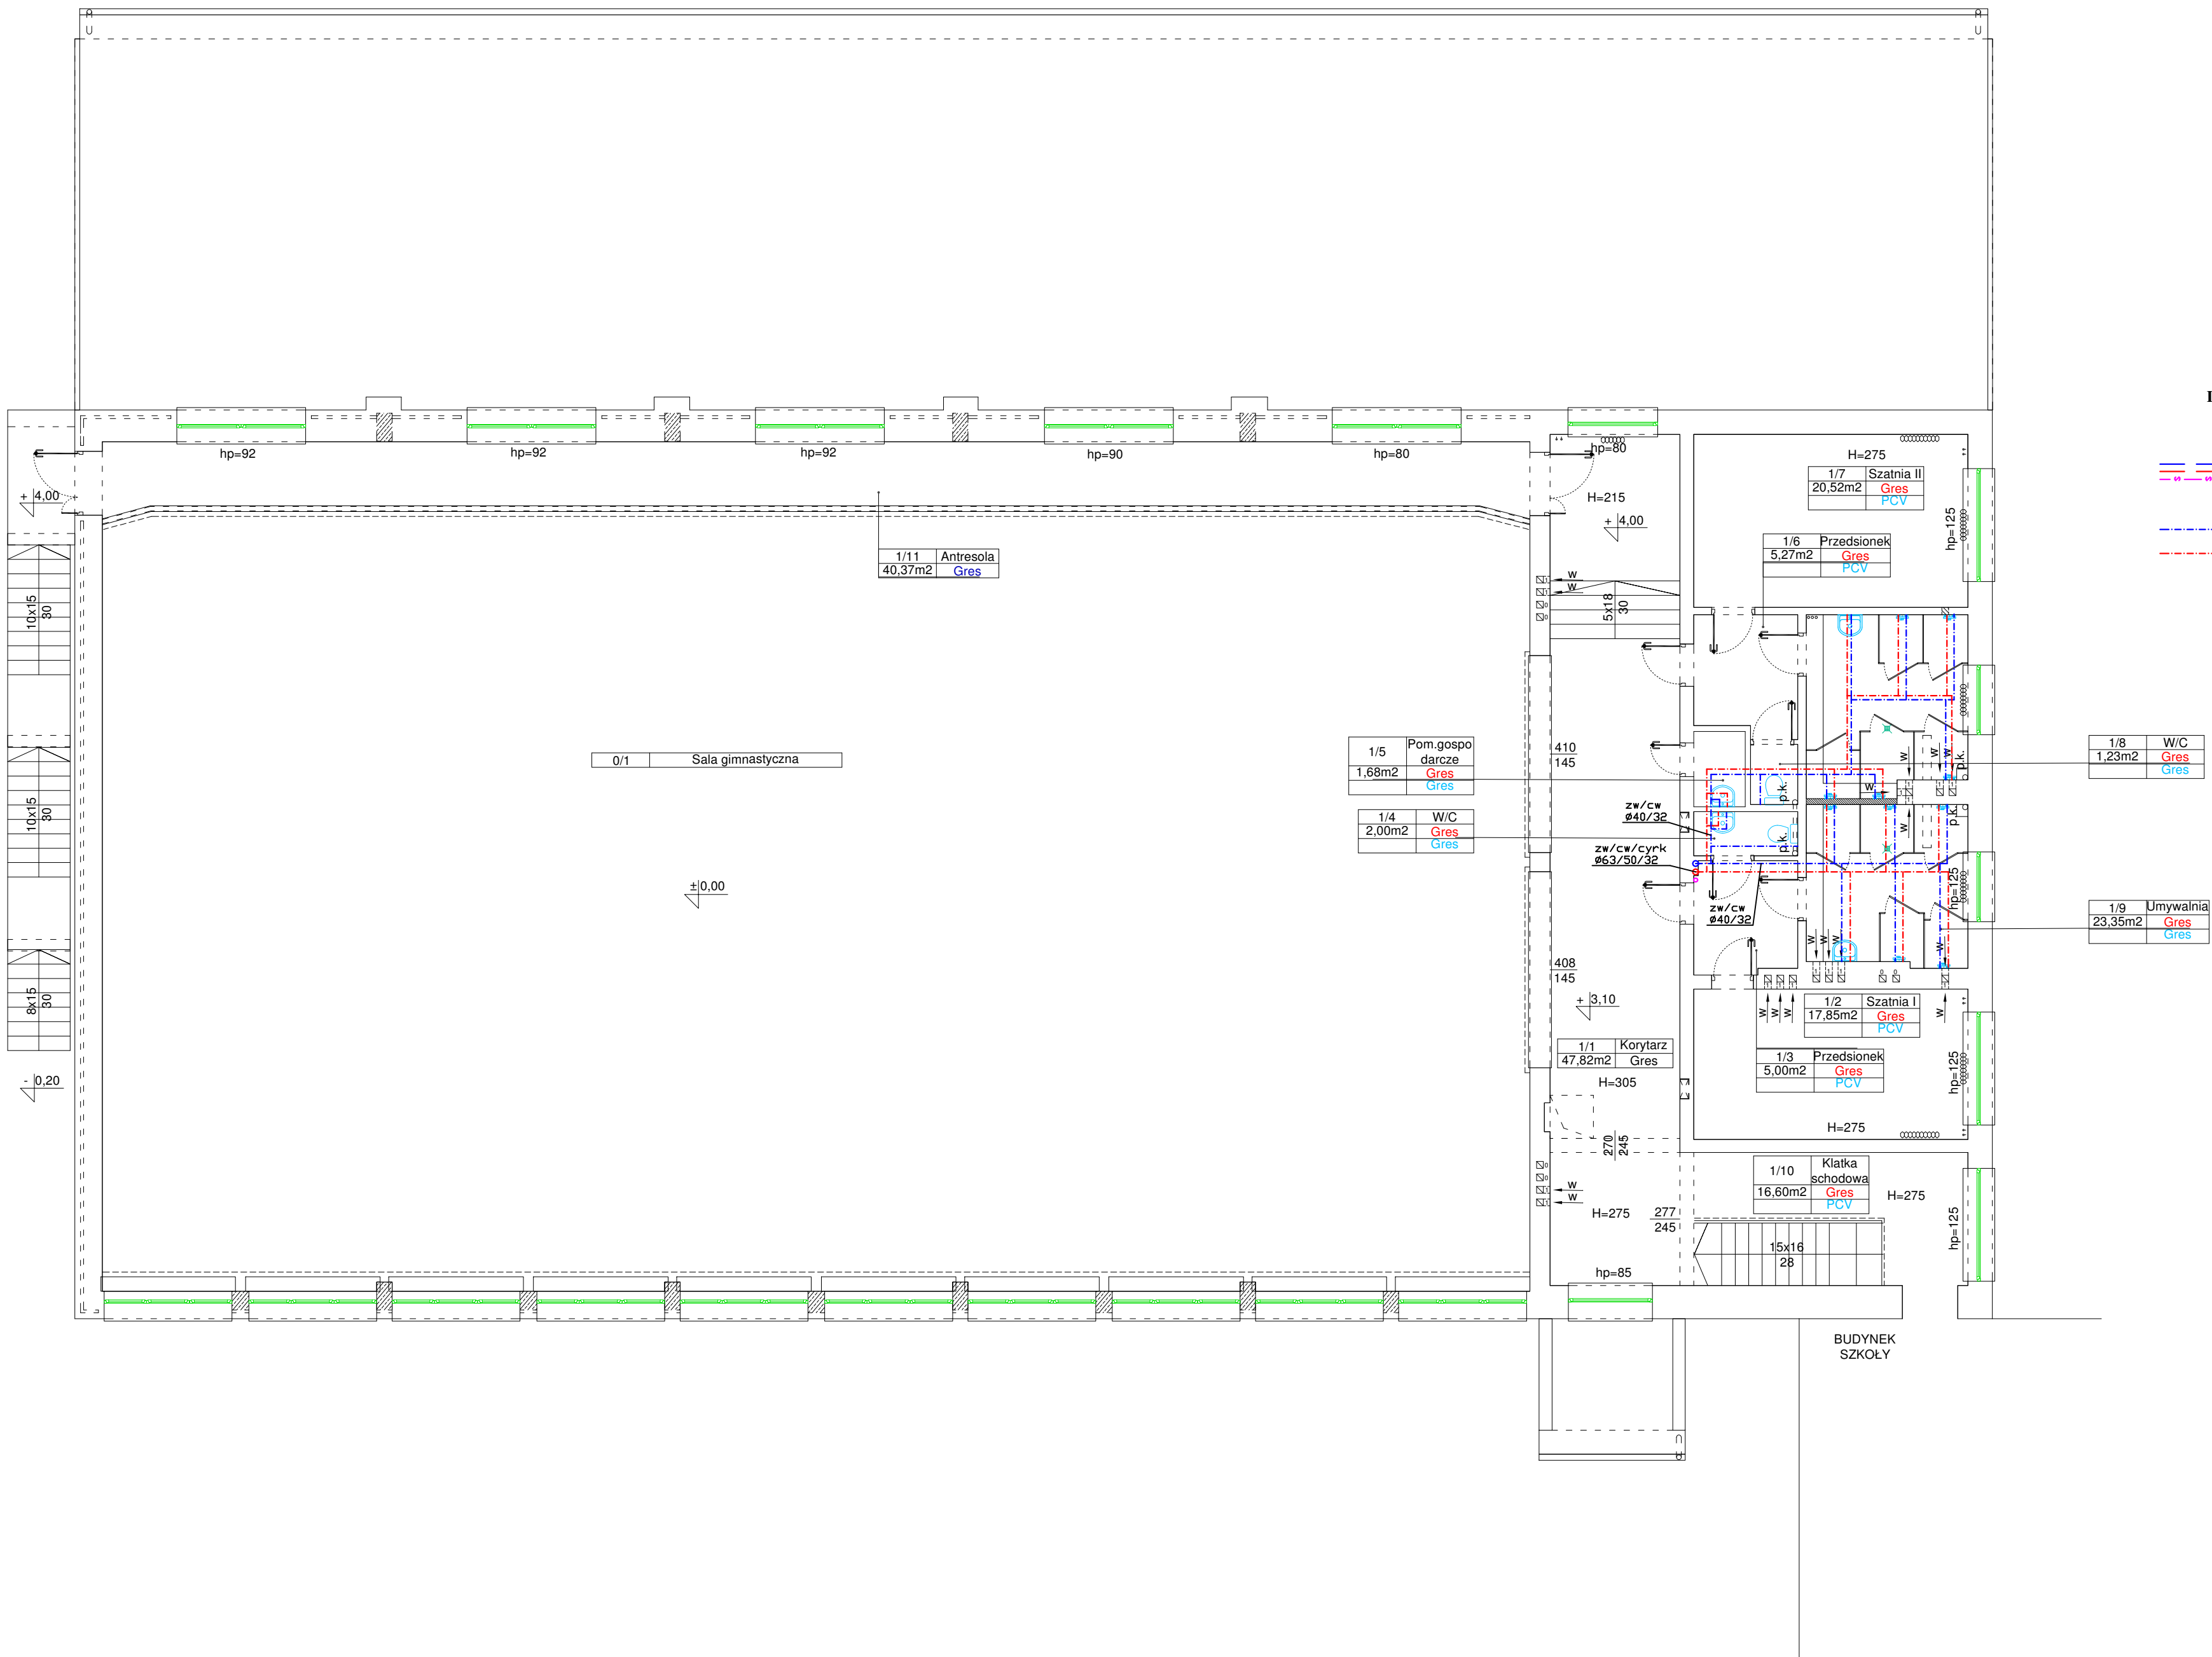 hp=92
hp=92
hp=92
hp=90
hp=80
hp=80
H=215
+ 4,00
+ 4,00
H=275
1/7 Szatnia II
20,52m2 Gres
PCV
hp=125
1/6 Przedsionek
5,27m2 Gres
PCV
1/11 Antresola
40,37m2 Gres
10x15
30
5x18
30
W
W
0/1 Sala gimnastyczna
10x15
30
1/5 Pom.gospo
darcze
1,68m2 Gres
Gres
410
145
W
W
W
W
p.k.
p.k.
1/8 W/C
1,23m2 Gres
Gres
1/4 W/C
2,00m2 Gres
Gres
zw/cw
Ø40/32
p.k.
p.k.
W
zw/cw/cyrk
Ø63/50/32
zw/cw
Ø40/32
hp=125
± 0,00
1/9 Umywalnia
23,35m2 Gres
Gres
W
W
W
W
408
145
8x15
30
+ 3,10
W
W
W
W
1/2 Szatnia I
17,85m2 Gres
PCV
1/1 Korytarz
47,82m2 Gres
1/3 Przedsionek
5,00m2 Gres
PCV
hp=125
- 0,20
H=305
H=275
270
245
W
W
1/10 Klatka
schodowa
16,60m2 Gres
PCV
H=275
H=275
277
245
hp=125
15x16
28
hp=85
BUDYNEK
SZKOŁY